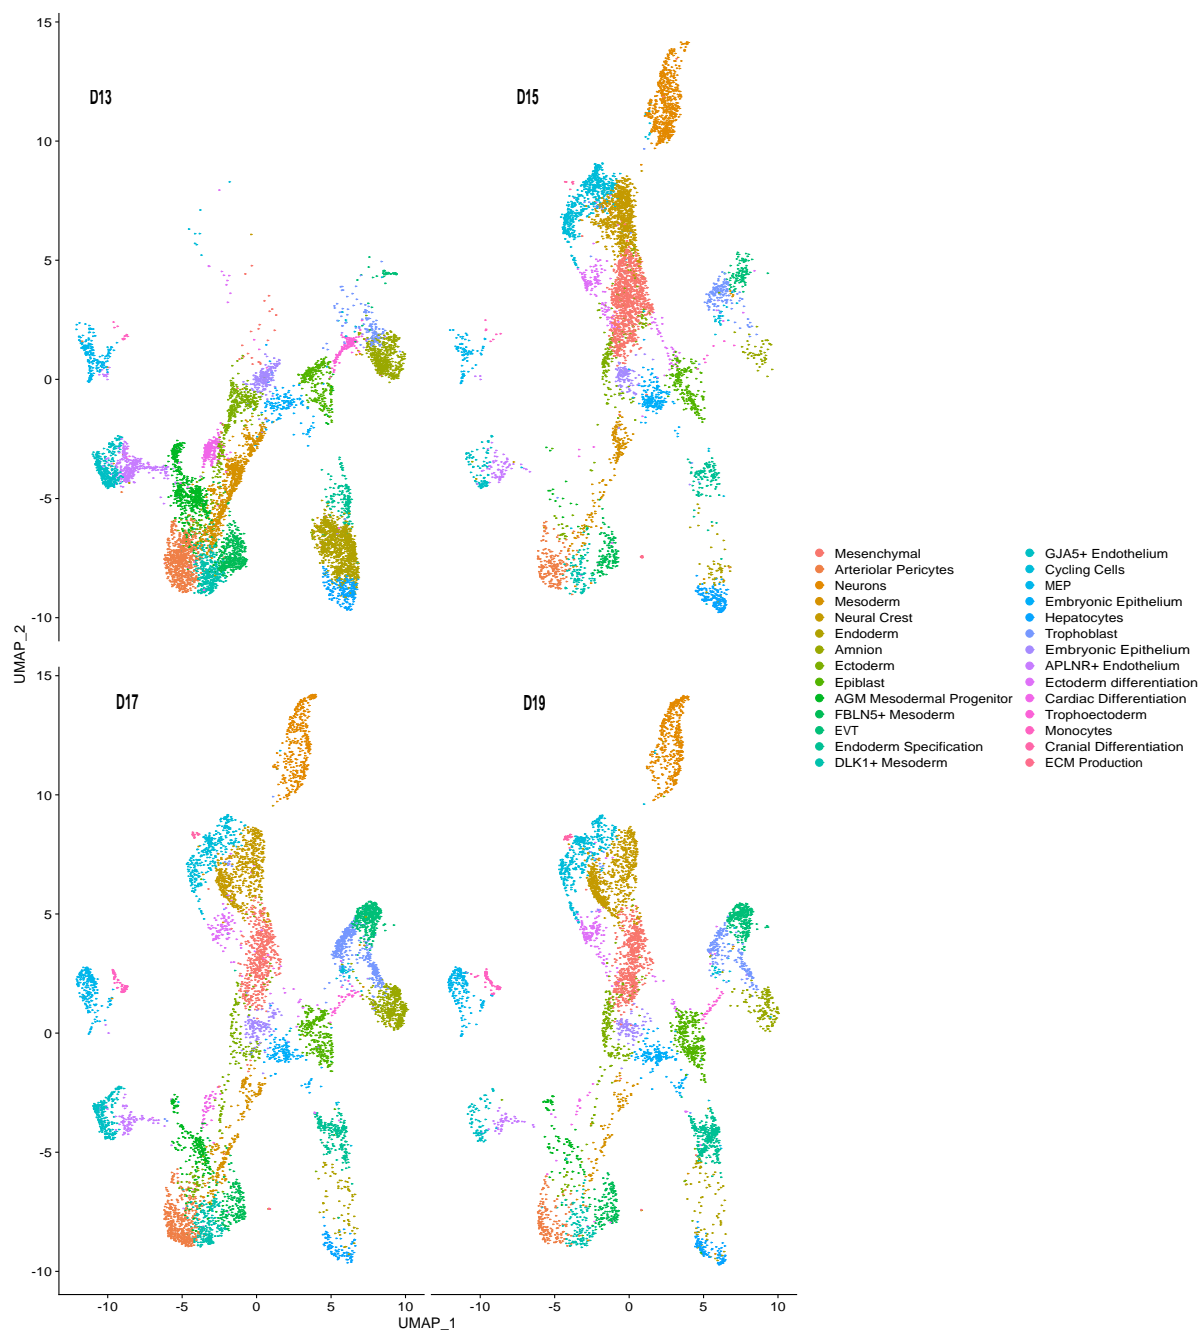 15
D13
D15
10
5
0
-5
-10
UMAP_2
15
D17
D19
10
5
0
-5
-10
-10 -5 0 5 10 -10 -5 0 5 10
UMAP_1
Mesenchymal
Arteriolar Pericytes
Neurons
Mesoderm
Neural Crest
Endoderm
Amnion
Ectoderm
Epiblast
AGM Mesodermal Progenitor
FBLN5+ Mesoderm
EVT
Endoderm Specification
DLK1+ Mesoderm
GJA5+ Endothelium
Cycling Cells
MEP
Embryonic Epithelium
Hepatocytes
Trophoblast
Embryonic Epithelium
APLNR+ Endothelium
Ectoderm differentiation
Cardiac Differentiation
Trophoectoderm
Monocytes
Cranial Differentiation
ECM Production